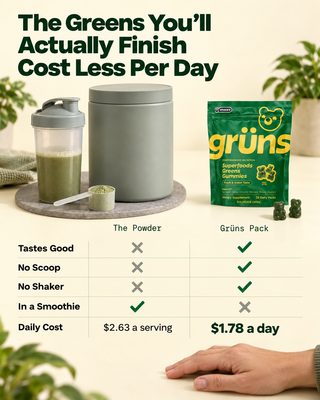 The Greens You'll
Actually Finish
Cost Less Per Day
grüns
Superfoods
Greens
Gummies
The Powder
Grüns Pack
Tastes Good
No Scoop
No Shaker
In a Smoothie
Daily Cost
$2.63 a serving
$1.78 a day